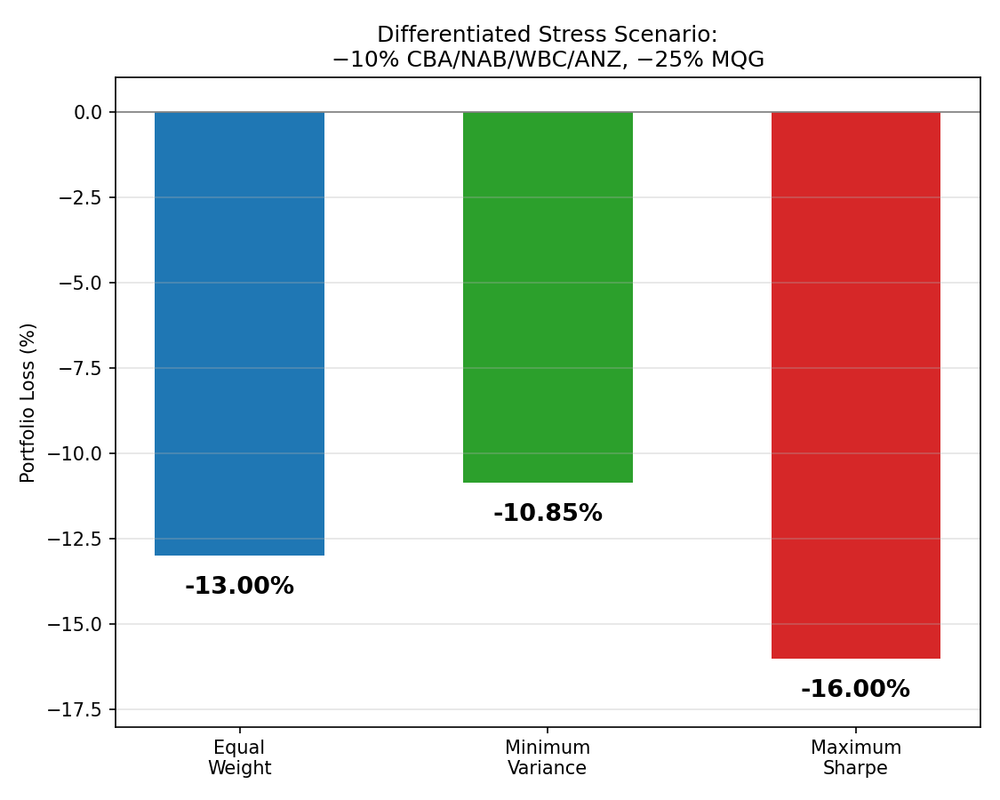 Differentiated Stress Scenario:
−10% CBA/NAB/WBC/ANZ, −25% MQG
Portfolio Loss (%)
0.0
−2.5
−5.0
−7.5
−10.0
−12.5
−15.0
−17.5
-13.00%
-10.85%
-16.00%
Equal
Weight
Minimum
Variance
Maximum
Sharpe